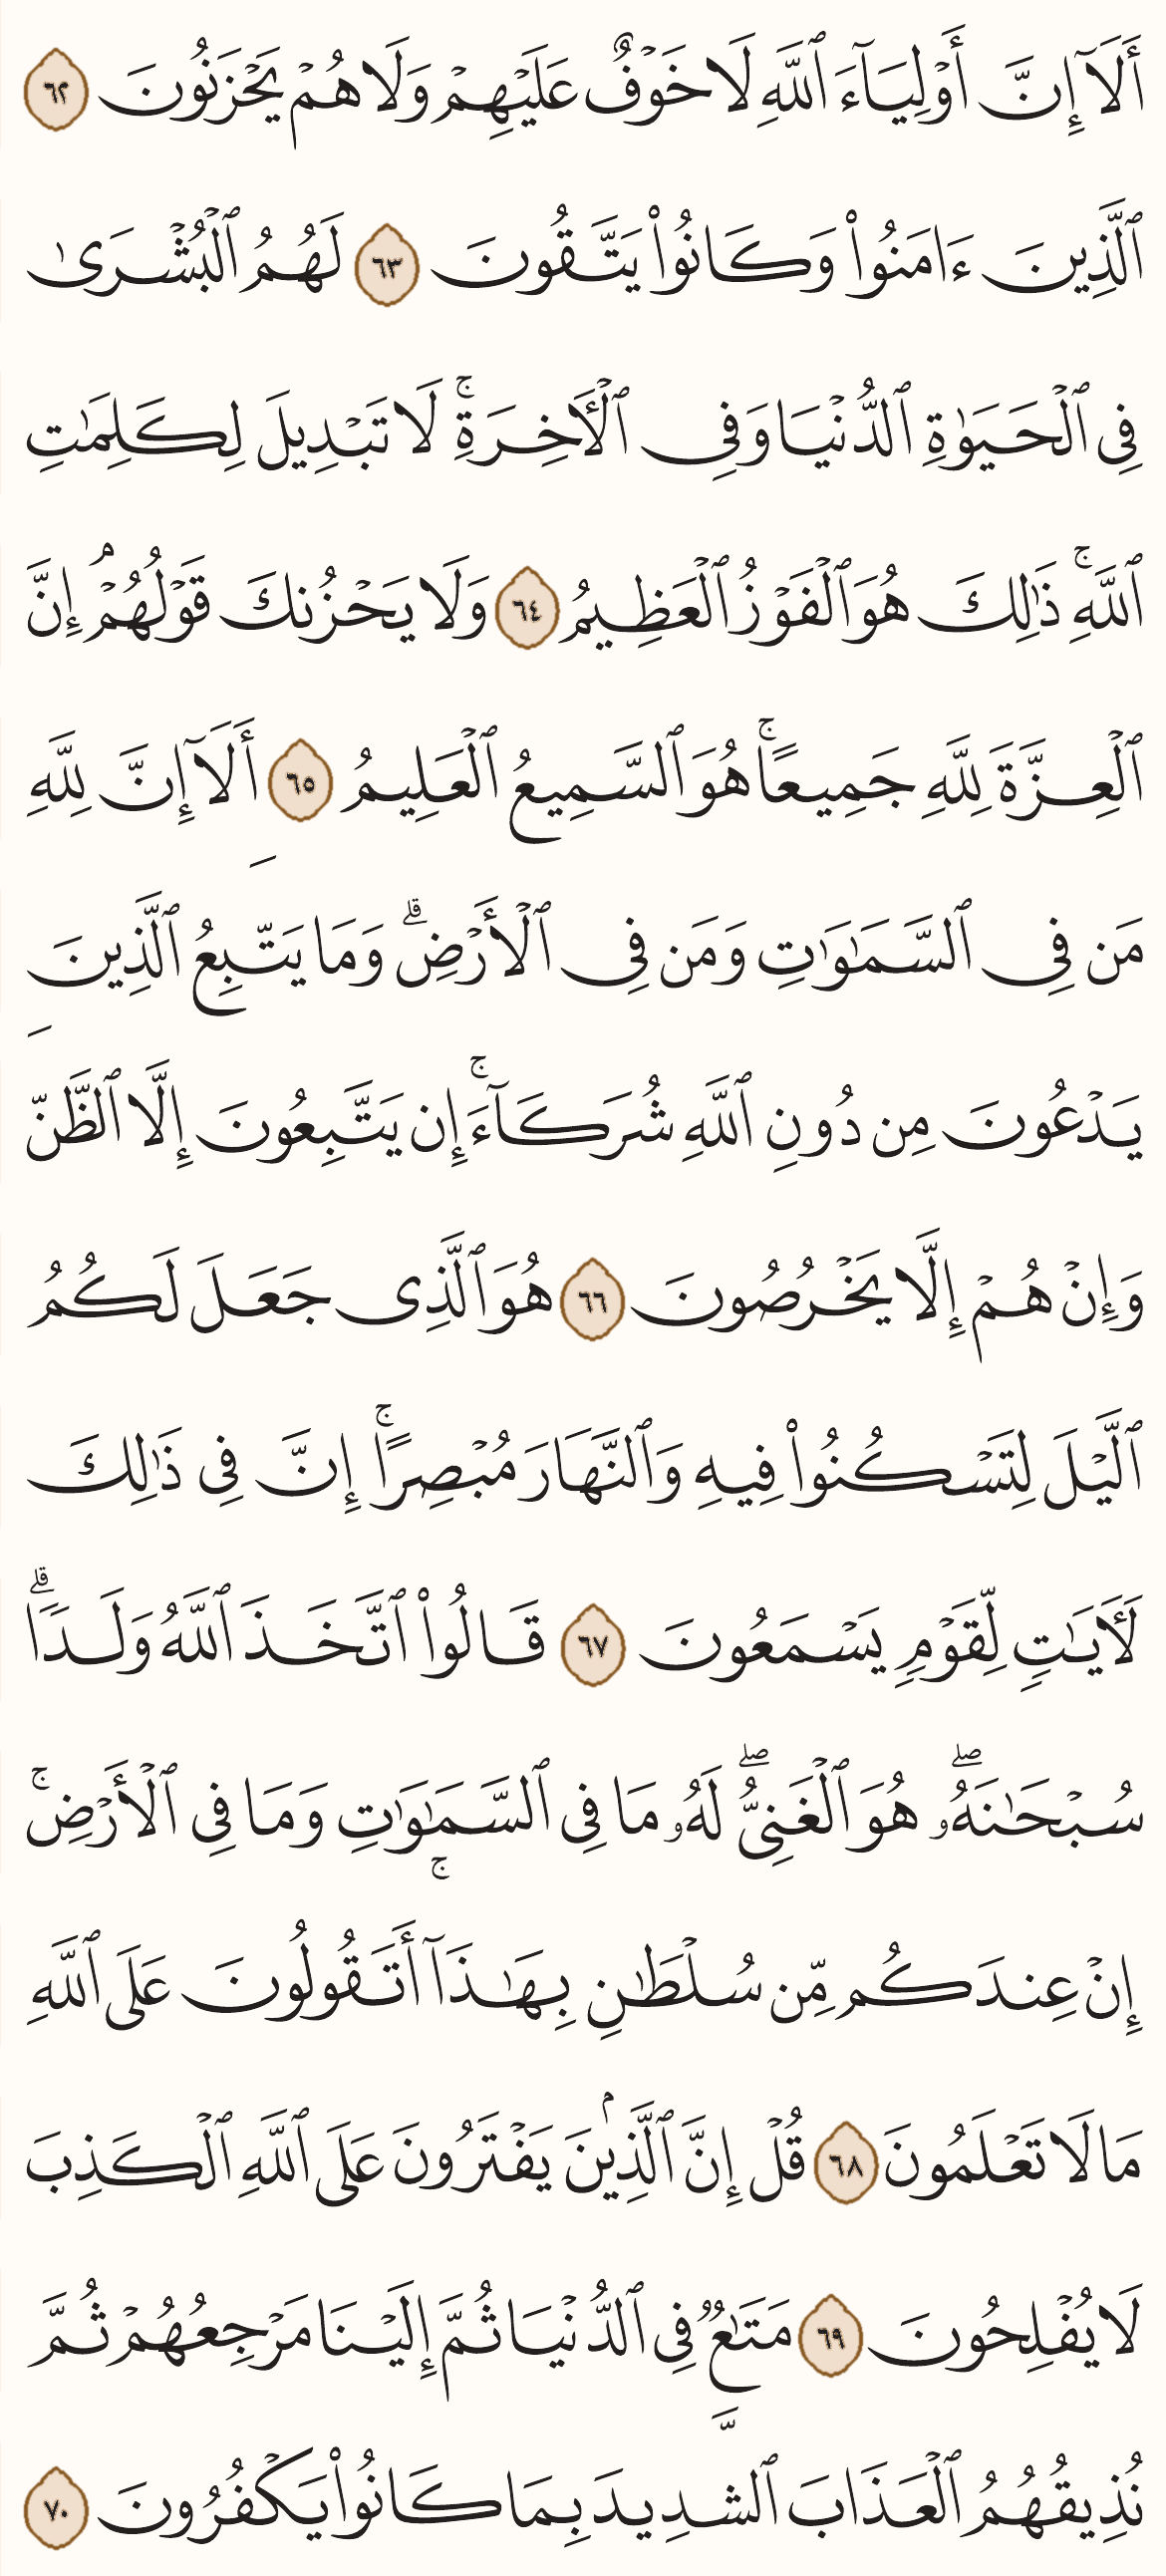 أَلَآ إِنَّ أَوْلِيَآءَ ٱللَّهِ لَا خَوْفٌ عَلَيْهِمْ وَلَا هُمْ يَحْزَنُونَ ٦٢
ٱلَّذِينَ ءَامَنُوا۟ وَكَانُوا۟ يَتَّقُونَ ٦٣ لَهُمُ ٱلْبُشْرَىٰ
فِى ٱلْحَيَوٰةِ ٱلدُّنْيَا وَفِى ٱلْـَٔاخِرَةِ ۚ لَا تَبْدِيلَ لِكَلِمَـٰتِ
ٱللَّهِ ۚ ذَٰلِكَ هُوَ ٱلْفَوْزُ ٱلْعَظِيمُ ٦٤ وَلَا يَحْزُنكَ قَوْلُهُمْ ۘ إِنَّ
ٱلْعِزَّةَ لِلَّهِ جَمِيعًا ۚ هُوَ ٱلسَّمِيعُ ٱلْعَلِيمُ ٦٥ أَلَآ إِنَّ لِلَّهِ
مَن فِى ٱلسَّمَـٰوَٰتِ وَمَن فِى ٱلْأَرْضِ ۗ وَمَا يَتَّبِعُ ٱلَّذِينَ
يَدْعُونَ مِن دُونِ ٱللَّهِ شُرَكَآءَ ۚ إِن يَتَّبِعُونَ إِلَّا ٱلظَّنَّ
وَإِنْ هُمْ إِلَّا يَخْرُصُونَ ٦٦ هُوَ ٱلَّذِى جَعَلَ لَكُمُ
ٱلَّيْلَ لِتَسْكُنُوا۟ فِيهِ وَٱلنَّهَارَ مُبْصِرًا ۚ إِنَّ فِى ذَٰلِكَ
لَـَٔايَـٰتٍ لِّقَوْمٍ يَسْمَعُونَ ٦٧ قَالُوا۟ ٱتَّخَذَ ٱللَّهُ وَلَدًا ۗ
سُبْحَـٰنَهُۥ ۖ هُوَ ٱلْغَنِىُّ ۖ لَهُۥ مَا فِى ٱلسَّمَـٰوَٰتِ وَمَا فِى ٱلْأَرْضِ ۚ
إِنْ عِندَكُم مِّن سُلْطَـٰنٍ بِهَـٰذَآ ۚ أَتَقُولُونَ عَلَى ٱللَّهِ
مَا لَا تَعْلَمُونَ ٦٨ قُلْ إِنَّ ٱلَّذِينَ يَفْتَرُونَ عَلَى ٱللَّهِ ٱلْكَذِبَ
لَا يُفْلِحُونَ ٦٩ مَتَـٰعٌ فِى ٱلدُّنْيَا ثُمَّ إِلَيْنَا مَرْجِعُهُمْ ثُمَّ
نُذِيقُهُمُ ٱلْعَذَابَ ٱلشَّدِيدَ بِمَا كَانُوا۟ يَكْفُرُونَ ٧٠